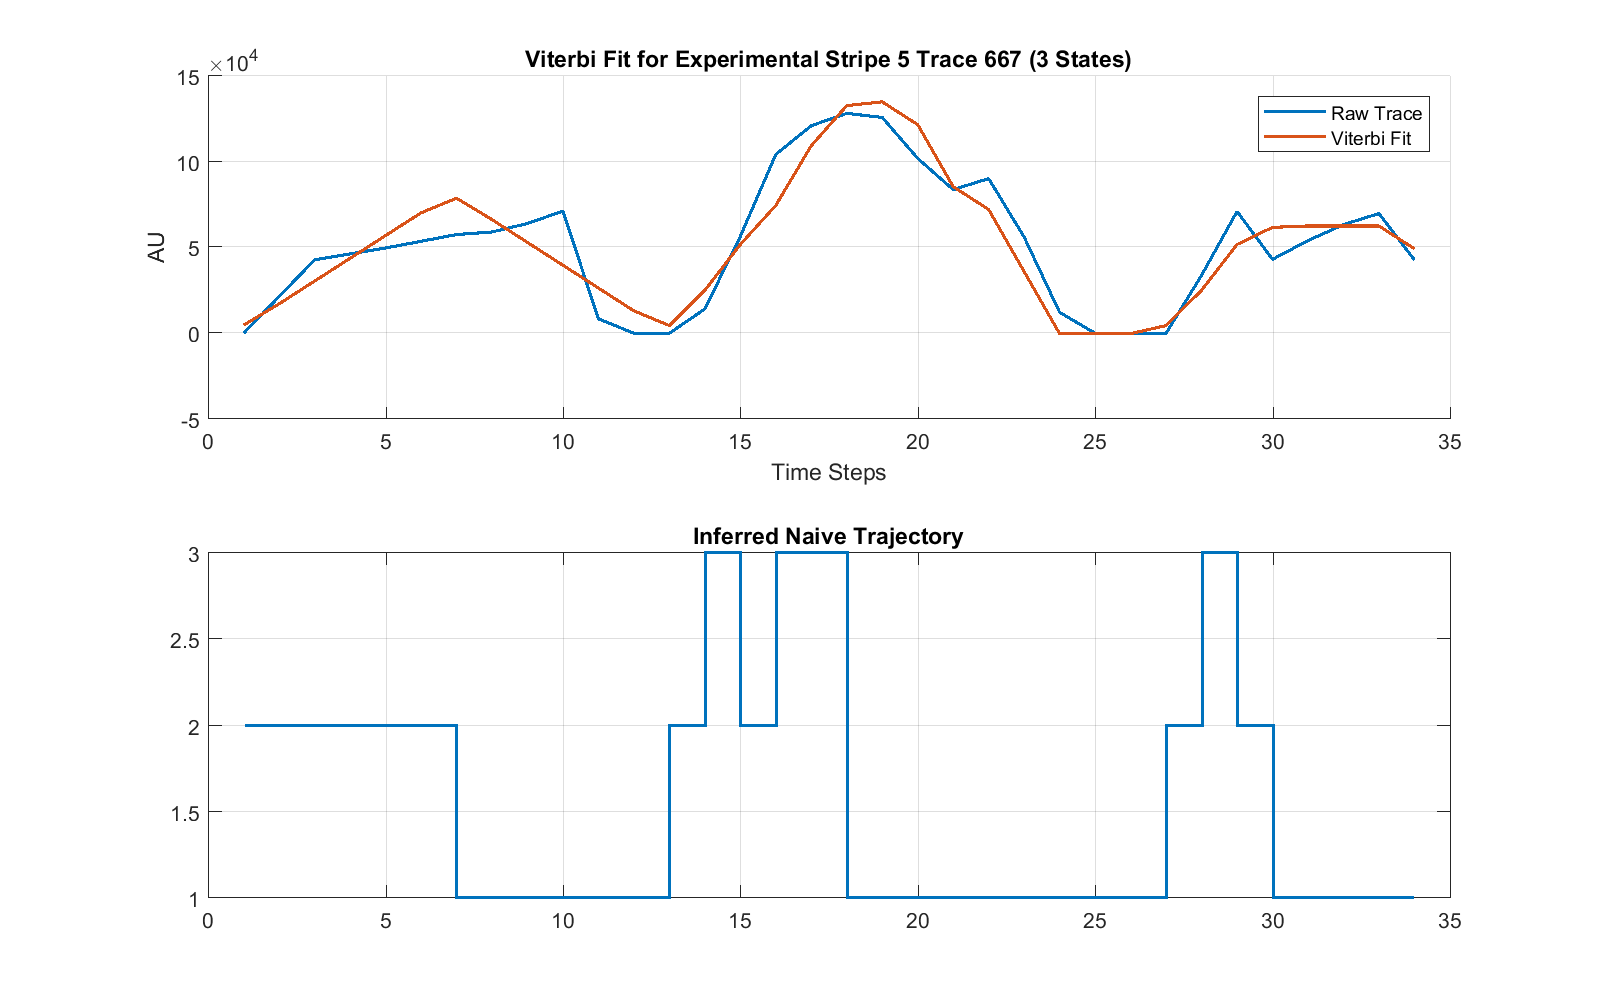 Viterbi Fit for Experimental Stripe 5 Trace 667 (3 States)
×10^4
15
10
5
0
-5
AU
Raw Trace
Viterbi Fit
0 5 10 15 20 25 30 35
Time Steps
Inferred Naive Trajectory
3
2.5
2
1.5
1
0 5 10 15 20 25 30 35